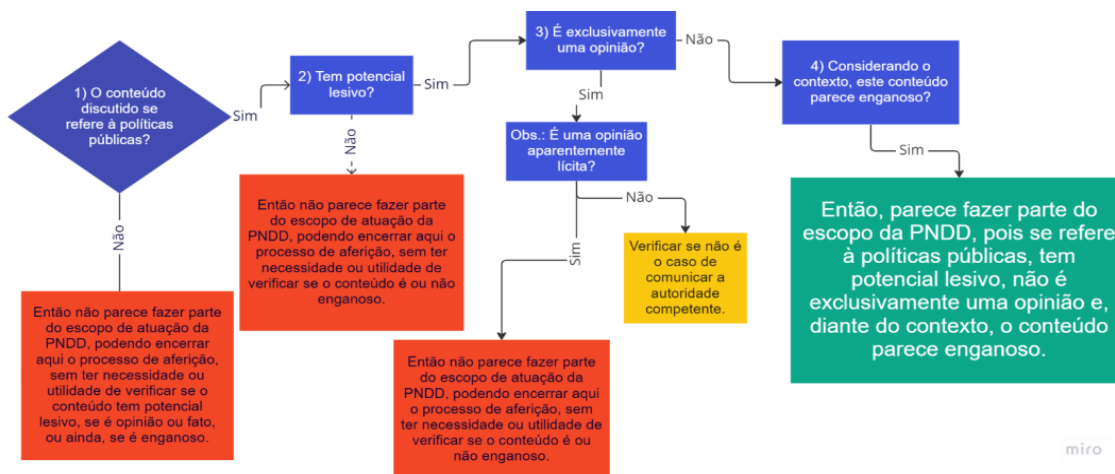 1) O conteúdo
discutido se
refere à políticas
públicas?
Sim
Não
Então não parece fazer parte
do escopo de atuação da
PNDD, podendo encerrar
aqui o processo de aferição,
sem ter necessidade ou
utilidade de verificar se o
conteúdo tem potencial
lesivo, se é opinião ou fato,
ou ainda, se é enganoso.
2) Tem potencial
lesivo?
Sim
Não
Então não parece fazer parte
do escopo de atuação da
PNDD, podendo encerrar aqui o
processo de aferição, sem ter
necessidade ou utilidade de
verificar se o conteúdo é ou não
enganoso.
3) É exclusivamente
uma opinião?
Não
Sim
Obs.: É uma opinião
aparentemente
lícita?
Não
Sim
Verificar se não é
o caso de
comunicar a
autoridade
competente.
Então não parece fazer parte
do escopo de atuação da
PNDD, podendo encerrar aqui
o processo de aferição, sem
ter necessidade ou utilidade de
verificar se o conteúdo é ou
não enganoso.
4) Considerando o
contexto, este conteúdo
parece enganoso?
Sim
Então, parece fazer parte do
escopo da PNDD, pois se refere
à políticas públicas, tem
potencial lesivo, não é
exclusivamente uma opinião e,
diante do contexto, o conteúdo
parece enganoso.
miro